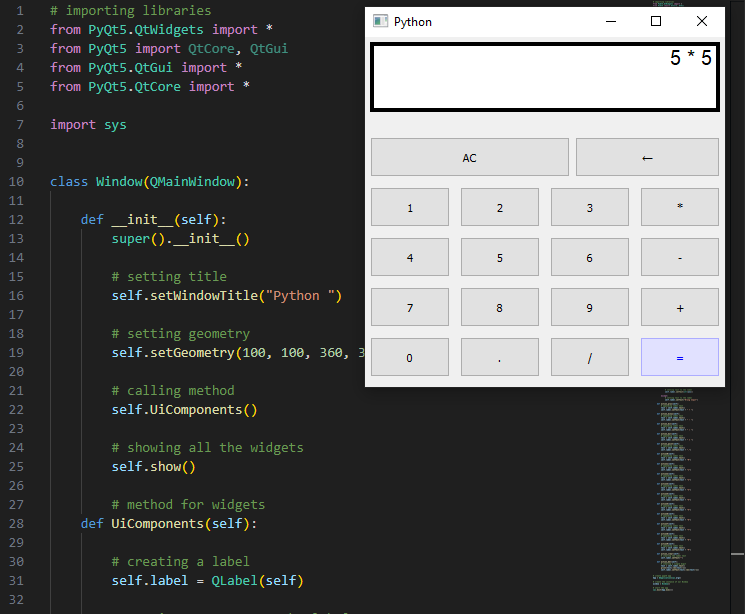 1 # importing libraries
2 from PyQt5.QtWidgets import *
3 from PyQt5 import QtCore, QtGui
4 from PyQt5.QtGui import *
5 from PyQt5.QtCore import *
6
7 import sys
8
9
10 class Window(QMainWindow):
11
12 def __init__(self):
13 super().__init__()
14
15 # setting title
16 self.setWindowTitle("Python ")
17
18 # setting geometry
19 self.setGeometry(100, 100, 360, 3
20
21 # calling method
22 self.UiComponents()
23
24 # showing all the widgets
25 self.show()
26
27 # method for widgets
28 def UiComponents(self):
29
30 # creating a label
31 self.label = QLabel(self)
32
Python
5 * 5
AC ←
1 2 3 *
4 5 6 -
7 8 9 +
0 . / =